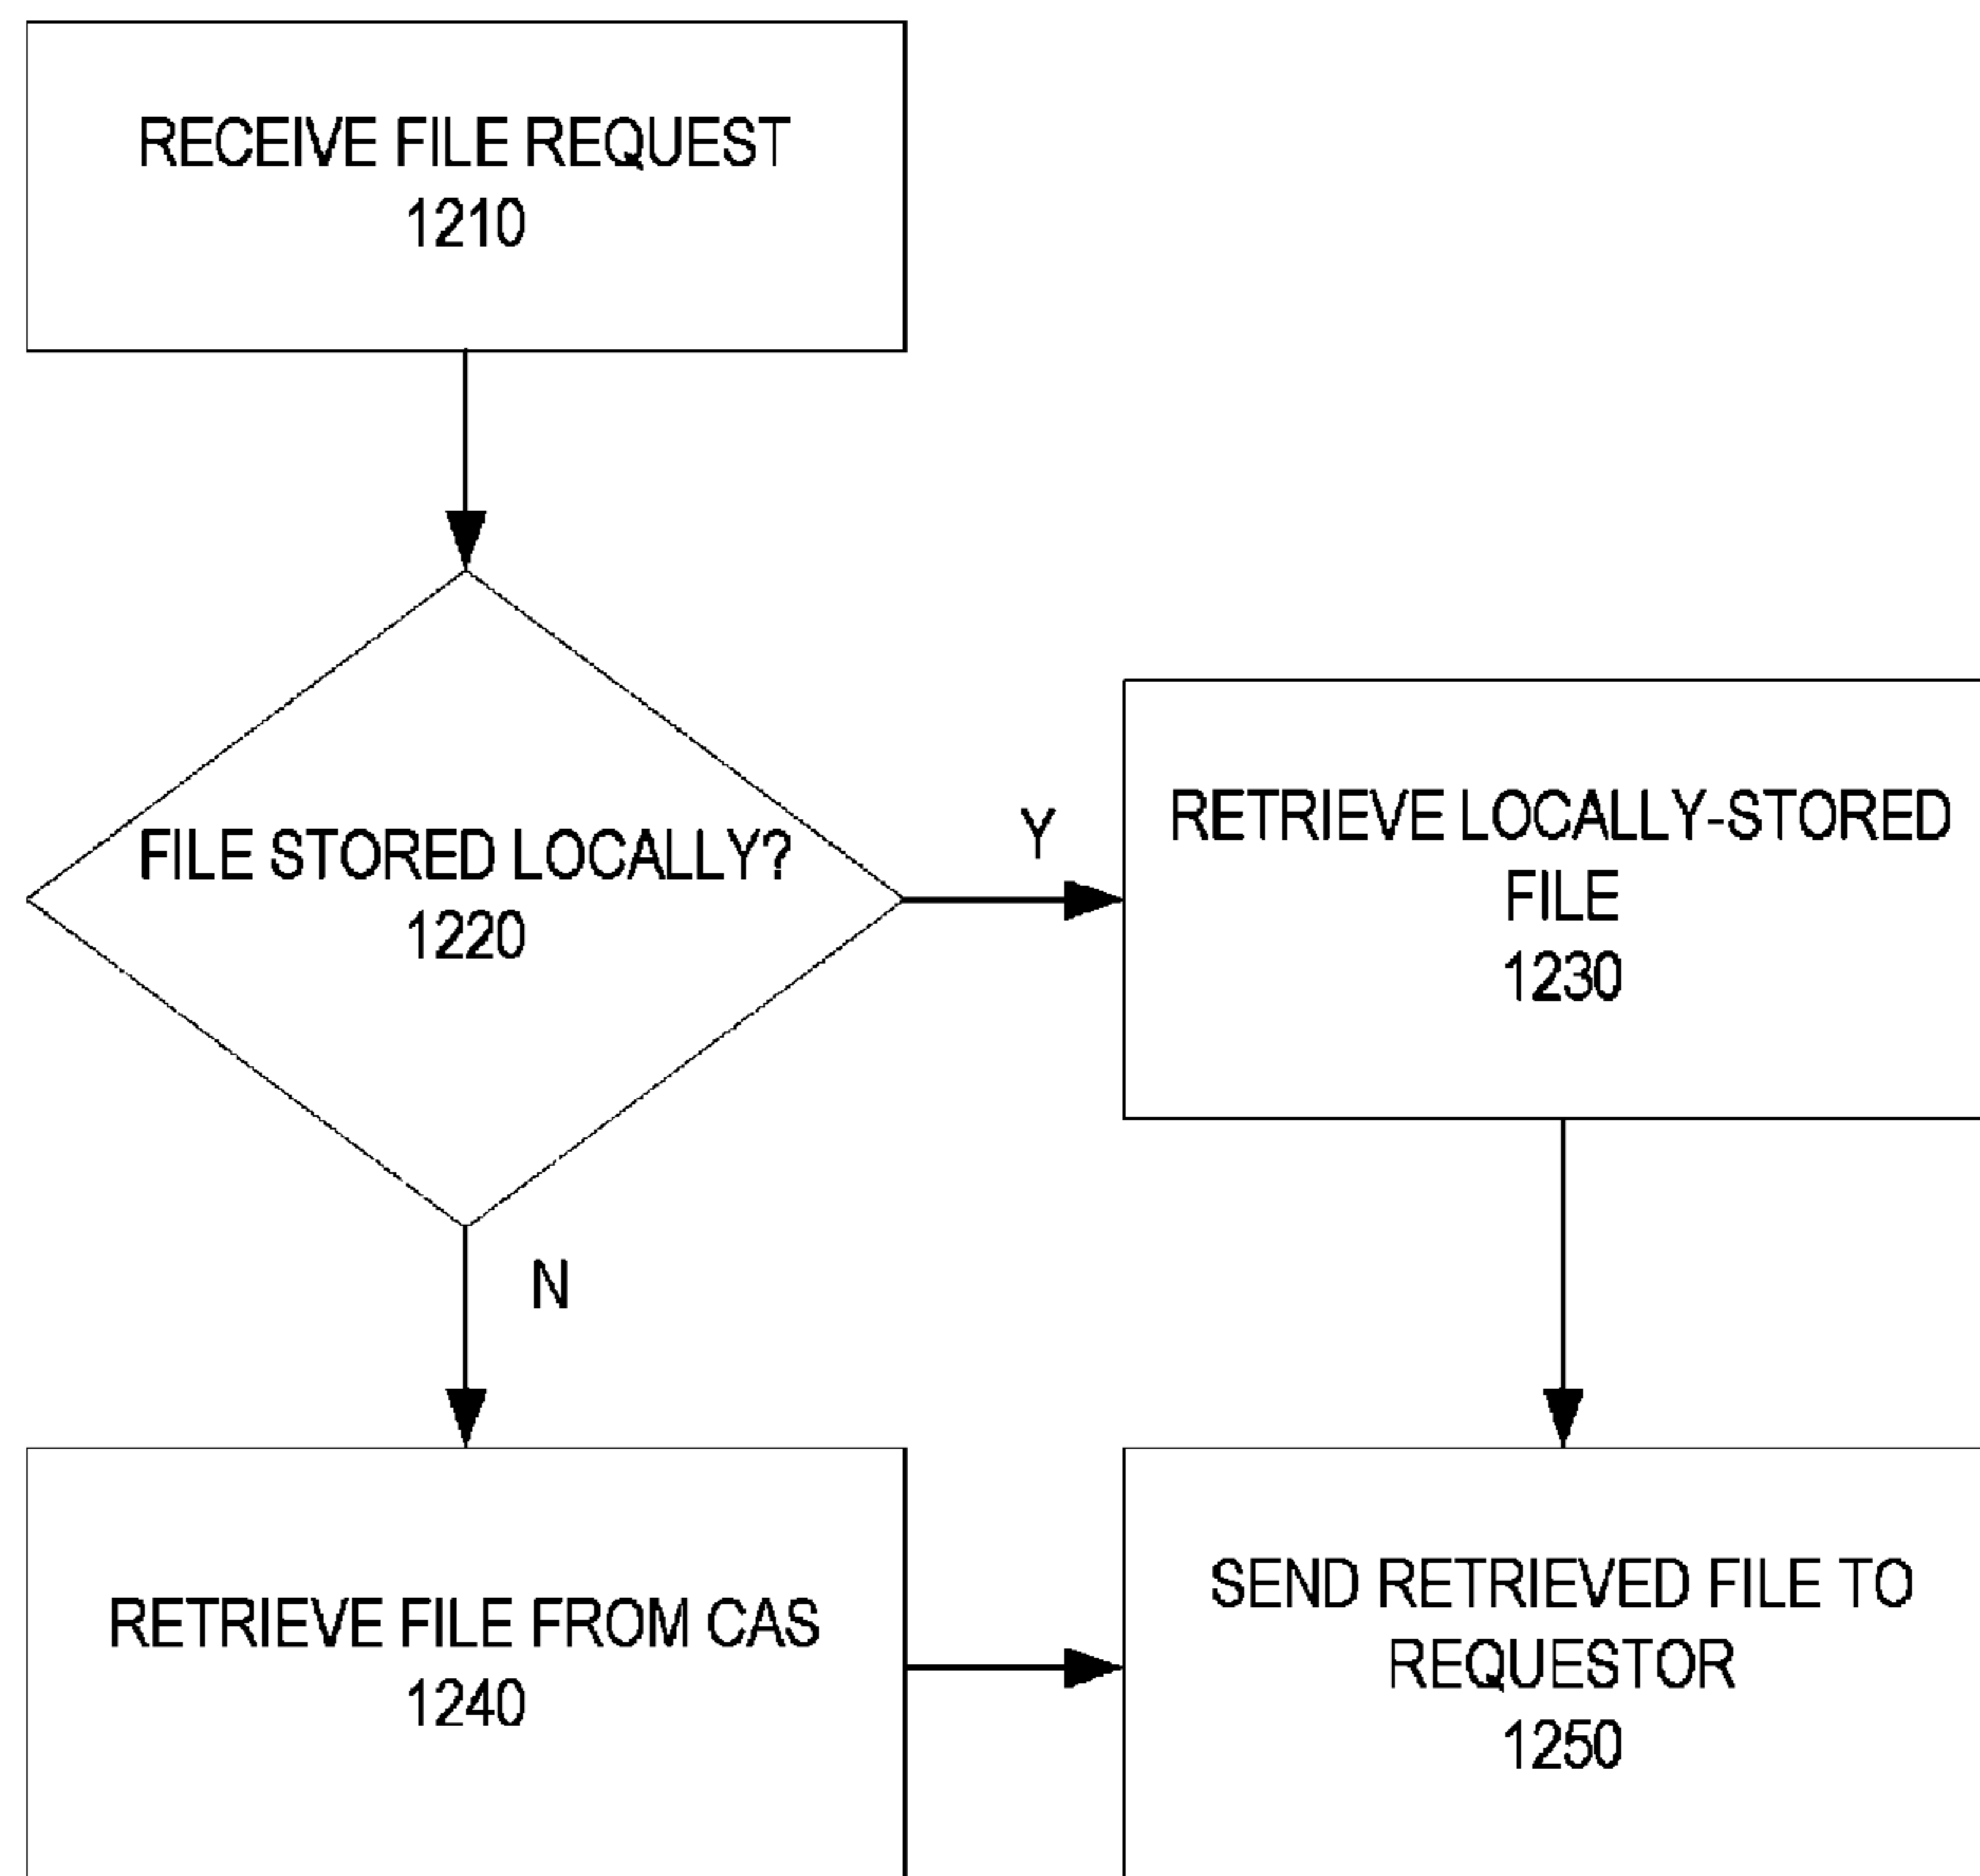 RECEIVE FILE REQUEST
1210
FILE STORED LOCALLY?
1220
Y
RETRIEVE LOCALLY-STORED
FILE
1230
N
RETRIEVE FILE FROM CAS
1240
SEND RETRIEVED FILE TO
REQUESTOR
1250